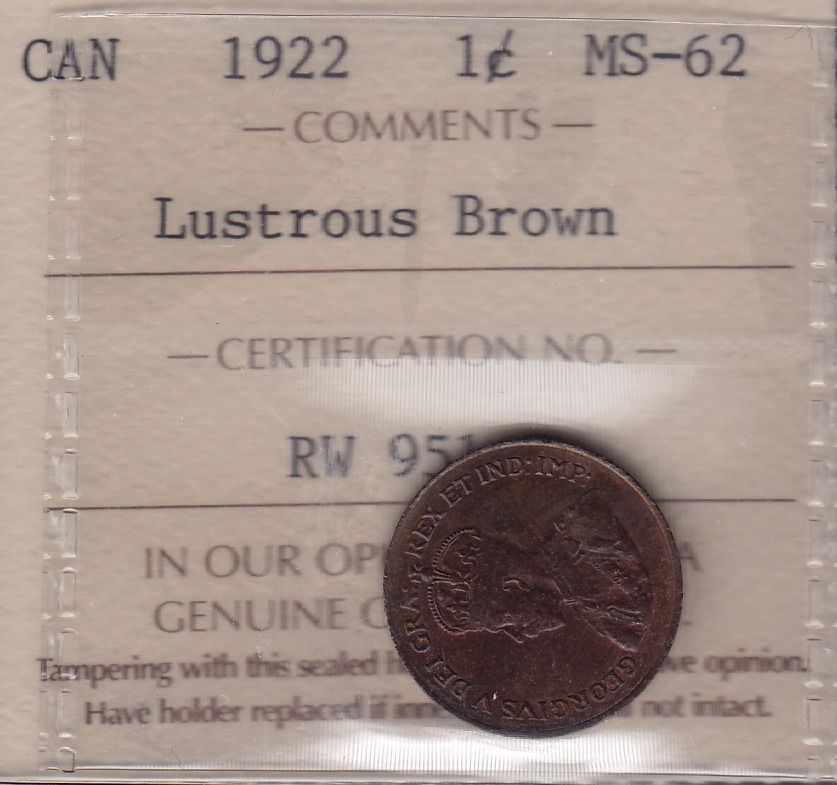 CAN 1922 1¢ MS-62
— COMMENTS —
Lustrous Brown
— CERTIFICATION NO. —
RW 951
IN OUR OP A
GENUINE
Tampering with this sealed ve opinion.
Have holder replaced if not intact.
GEORGIVS V DEI GRA: REX ET IND: IMP: